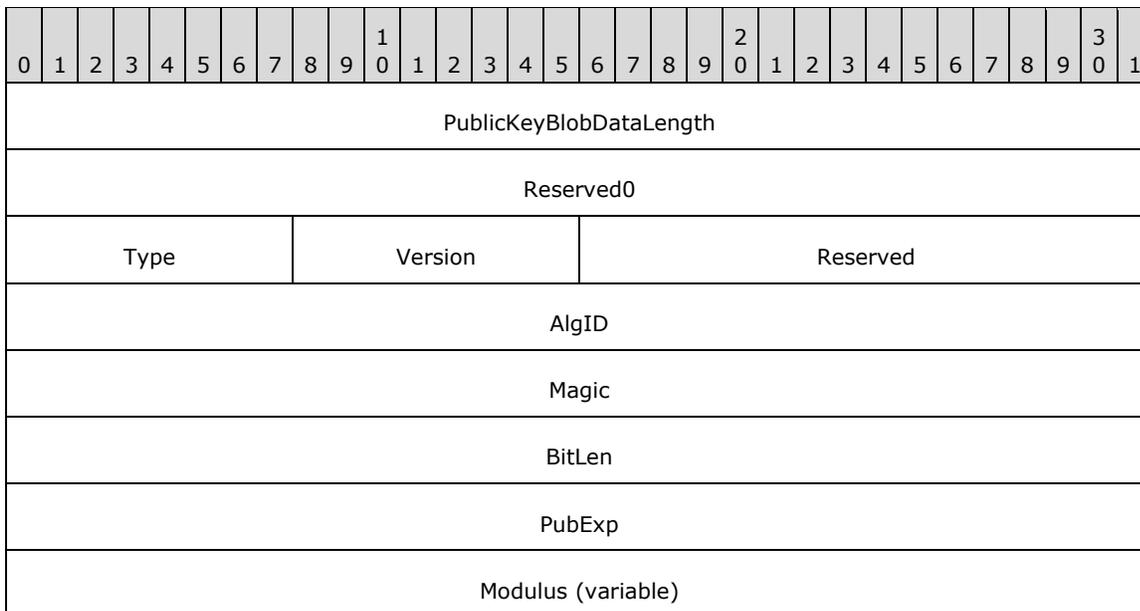 1 2 3
0 1 2 3 4 5 6 7 8 9 0 1 2 3 4 5 6 7 8 9 0 1 2 3 4 5 6 7 8 9 0 1
PublicKeyBlobDataLength
Reserved0
Type Version Reserved
AlgID
Magic
BitLen
PubExp
Modulus (variable)